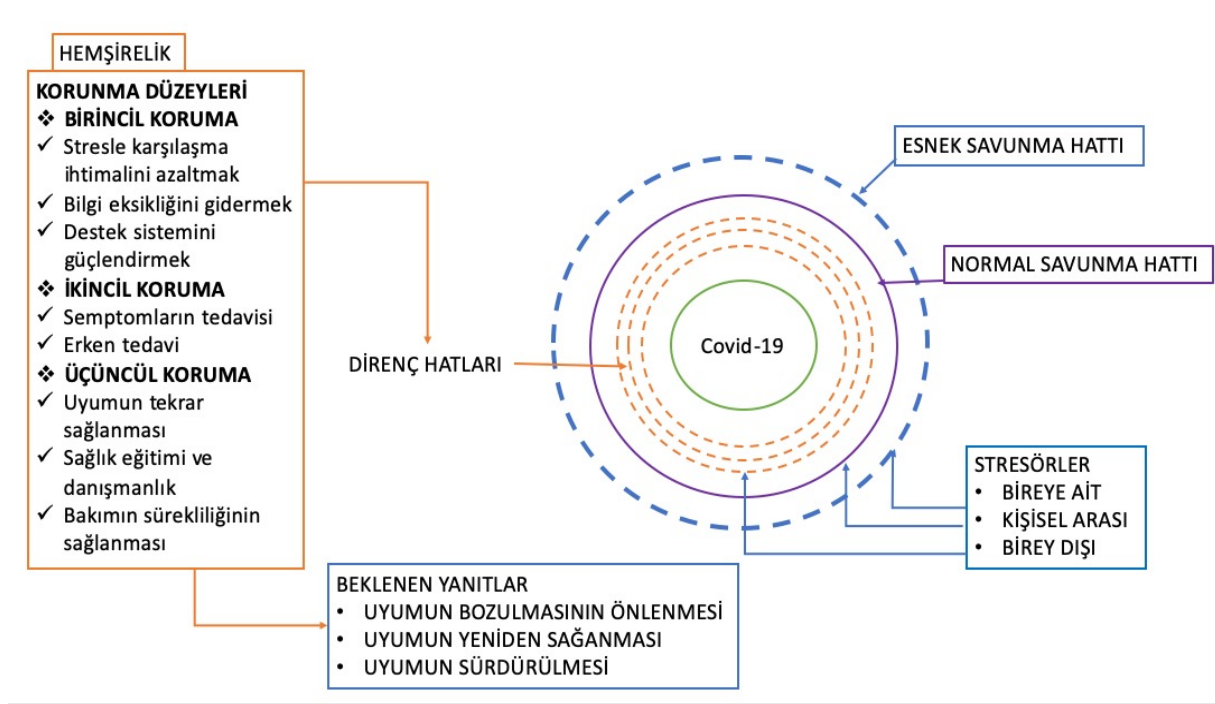 HEMŞİRELİK
KORUNMA DÜZEYLERİ
❖ BİRİNCİL KORUMA
✓ Stresle karşılaşma
ihtimalini azaltmak
✓ Bilgi eksikliğini gidermek
✓ Destek sistemini
güçlendirmek
❖ İKİNCİL KORUMA
✓ Semptomların tedavisi
✓ Erken tedavi
❖ ÜÇÜNCÜL KORUMA
✓ Uyumun tekrar
sağlanması
✓ Sağlık eğitimi ve
danışmanlık
✓ Bakımın sürekliliğinin
sağlanması
DİRENÇ HATLARI
Covid-19
ESNEK SAVUNMA HATTI
NORMAL SAVUNMA HATTI
STRESÖRLER
• BİREYE AİT
• KİŞİSEL ARASI
• BİREY DIŞI
BEKLENEN YANITLAR
• UYUMUN BOZULMASININ ÖNLENMESİ
• UYUMUN YENİDEN SAĞANMASI
• UYUMUN SÜRDÜRÜLMESİ